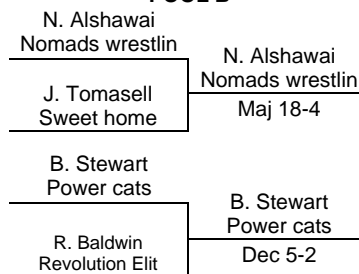 N. Alshawai
Nomads wrestlin
N. Alshawai
Nomads wrestlin
J. Tomasell
Sweet home
Maj 18-4
B. Stewart
Power cats
B. Stewart
Power cats
R. Baldwin
Revolution Elit
Dec 5-2